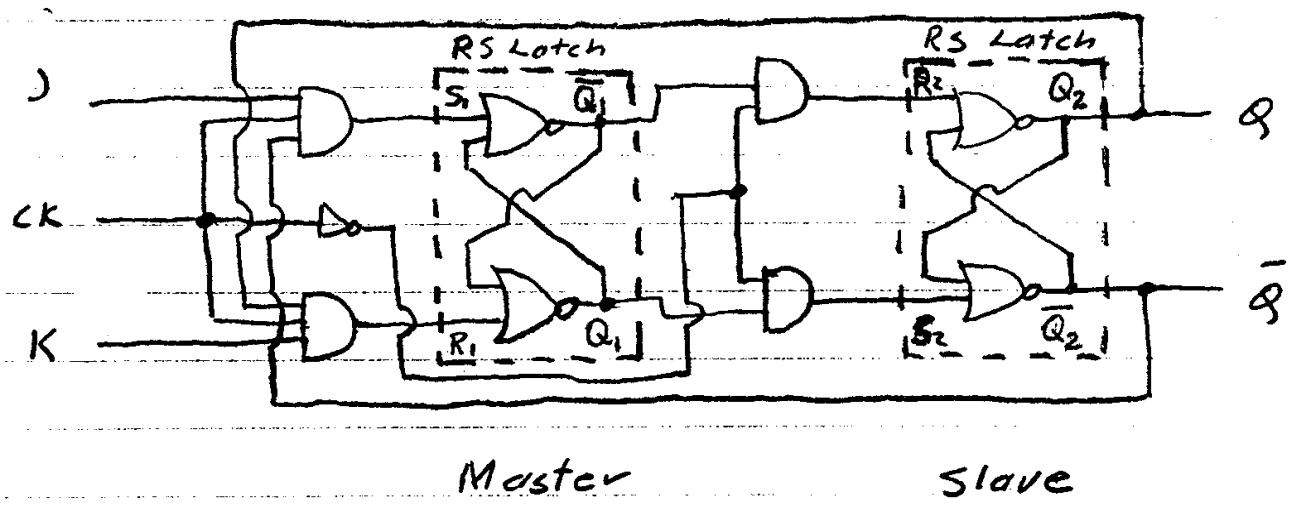 RS Latch
RS Latch
J
S₁
Q̅₁
R₂
Q₂
Q
CK
K
R₁
Q₁
S₂
Q̅₂
Q̅
Master
Slave